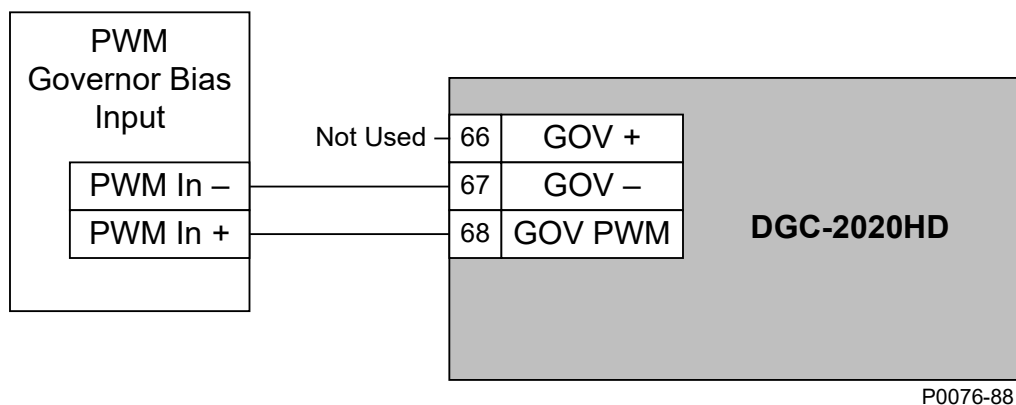 PWM
Governor Bias
Input
PWM In –
PWM In +
Not Used
66 GOV +
67 GOV –
68 GOV PWM
DGC-2020HD
P0076-88